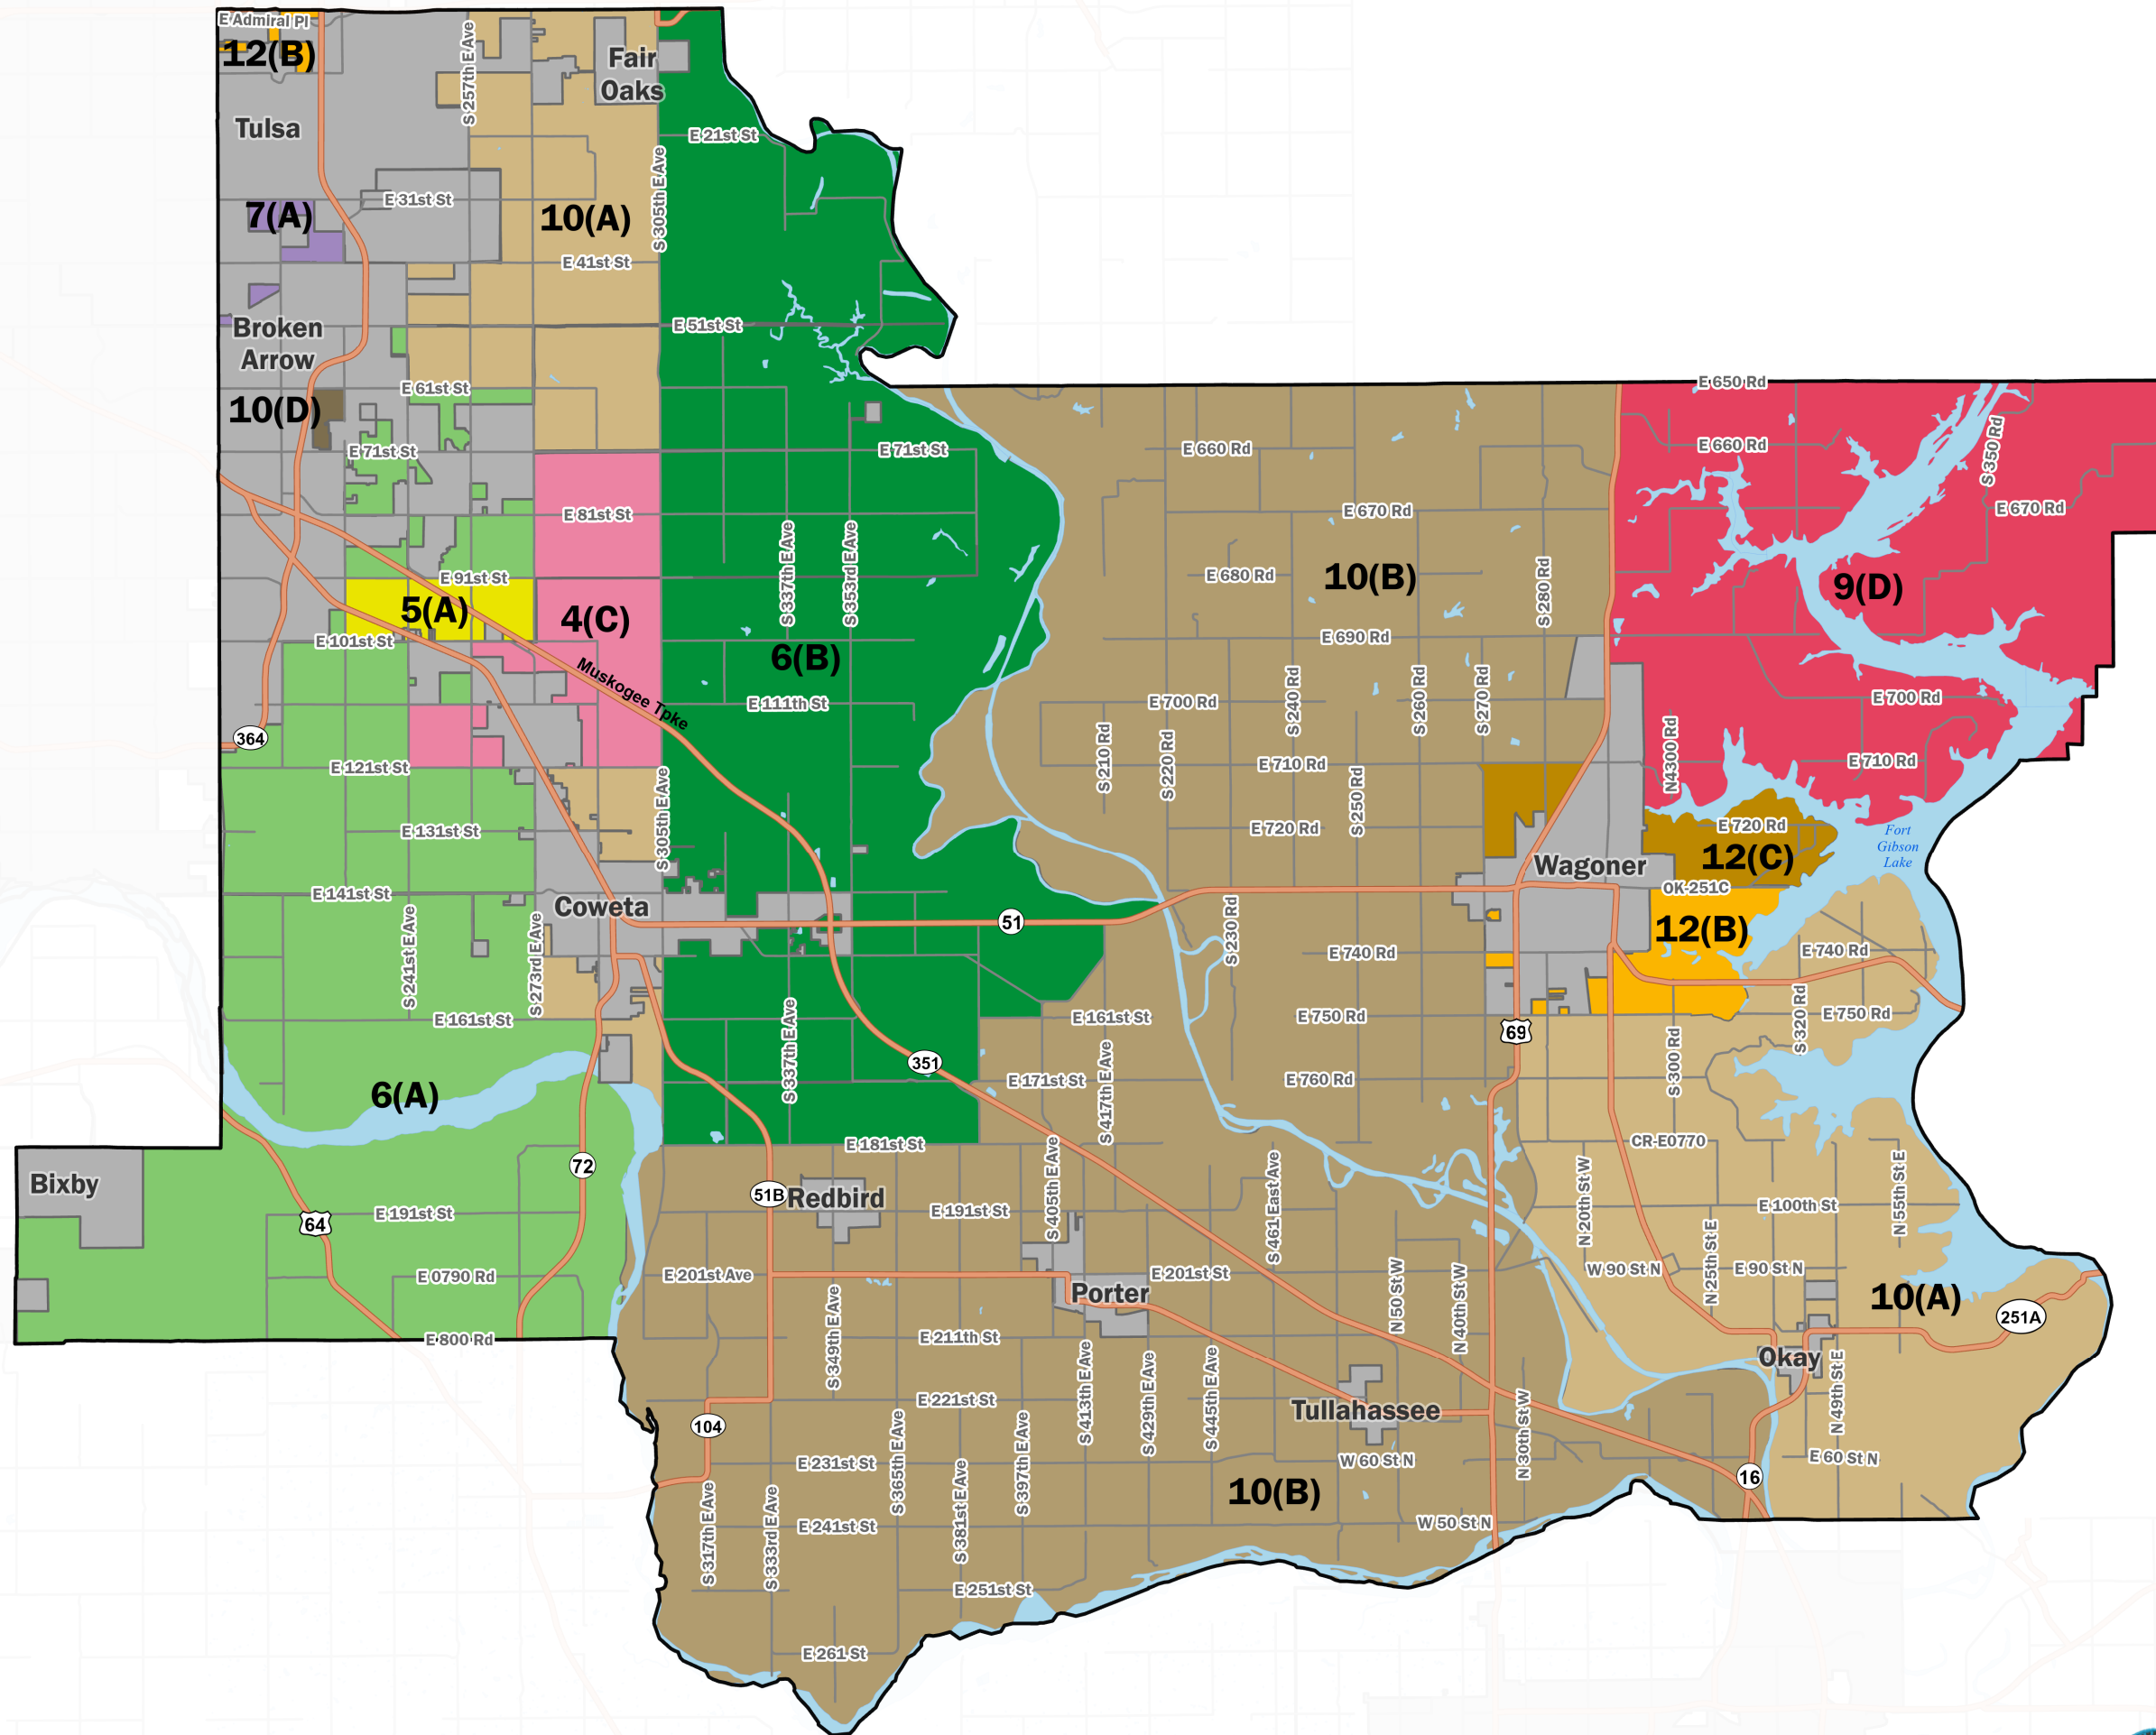 E Admiral Pl
12(B)
S 257th E Ave
Fair
Oaks
Tulsa
E 21st St
7(A)
E 31st St
10(A)
S 305th E Ave
E 41st St
Broken
Arrow
E 51st St
E 61st St
E 650 Rd
10(D)
E 71st St
E 71st St
E 660 Rd
E 660 Rd
S 350 Rd
E 81st St
E 670 Rd
E 670 Rd
S 337th E Ave
S 353rd E Ave
E 91st St
E 680 Rd
10(B)
S 280 Rd
9(D)
5(A)
4(C)
E 101st St
E 690 Rd
6(B)
Muskogee Tpke
E 111th St
E 700 Rd
S 240 Rd
S 260 Rd
S 270 Rd
E 700 Rd
364
S 210 Rd
S 220 Rd
N4300 Rd
E 121st St
E 710 Rd
E 710 Rd
S 305th E Ave
S 250 Rd
E 131st St
E 720 Rd
E 720 Rd
Fort
Gibson
Lake
Wagoner
12(C)
E 141st St
OK-251C
Coweta
51
S 230 Rd
12(B)
S 241st E Ave
S 273rd E Ave
E 740 Rd
E 740 Rd
E 161st St
E 161st St
E 750 Rd
69
S 320 Rd
E 750 Rd
S 337th E Ave
351
S 417th E Ave
S 300 Rd
6(A)
E 171st St
E 760 Rd
E 181st St
CR-E0770
Bixby
72
51B
Redbird
S 405th E Ave
S 461 East Ave
N 20th St W
N 55th St E
64
E 191st St
E 191st St
E 100th St
E 0790 Rd
E 201st Ave
E 201st St
N 50 St W
N 40th St W
W 90 St N
N 25th St E
E 90 St N
Porter
10(A)
251A
E 800 Rd
S 349th E Ave
E 211th St
Okay
S 413th E Ave
S 429th E Ave
S 445th E Ave
E 221st St
Tullahassee
N 30th St W
N 49th St E
104
S 365th E Ave
S 397th E Ave
E 231st St
W 60 St N
E 60 St N
16
10(B)
S 317th E Ave
S 333rd E Ave
S 381st E Ave
E 241st St
W 50 St N
E 251st St
E 261 St